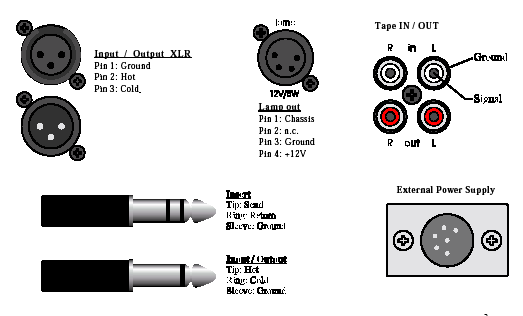 Input / Output XLR
Pin 1: Ground
Pin 2: Hot
Pin 3: Cold
12V/5W
Lamp out
Pin 1: Chassis
Pin 2: n.c.
Pin 3: Ground
Pin 4: +12V
Tape IN / OUT
R in L
Ground
Signal
R out L
Insert
Tip: Send
Ring: Return
Sleeve: Ground
Input / Output
Tip: Hot
Ring: Cold
Sleeve: Ground
External Power Supply